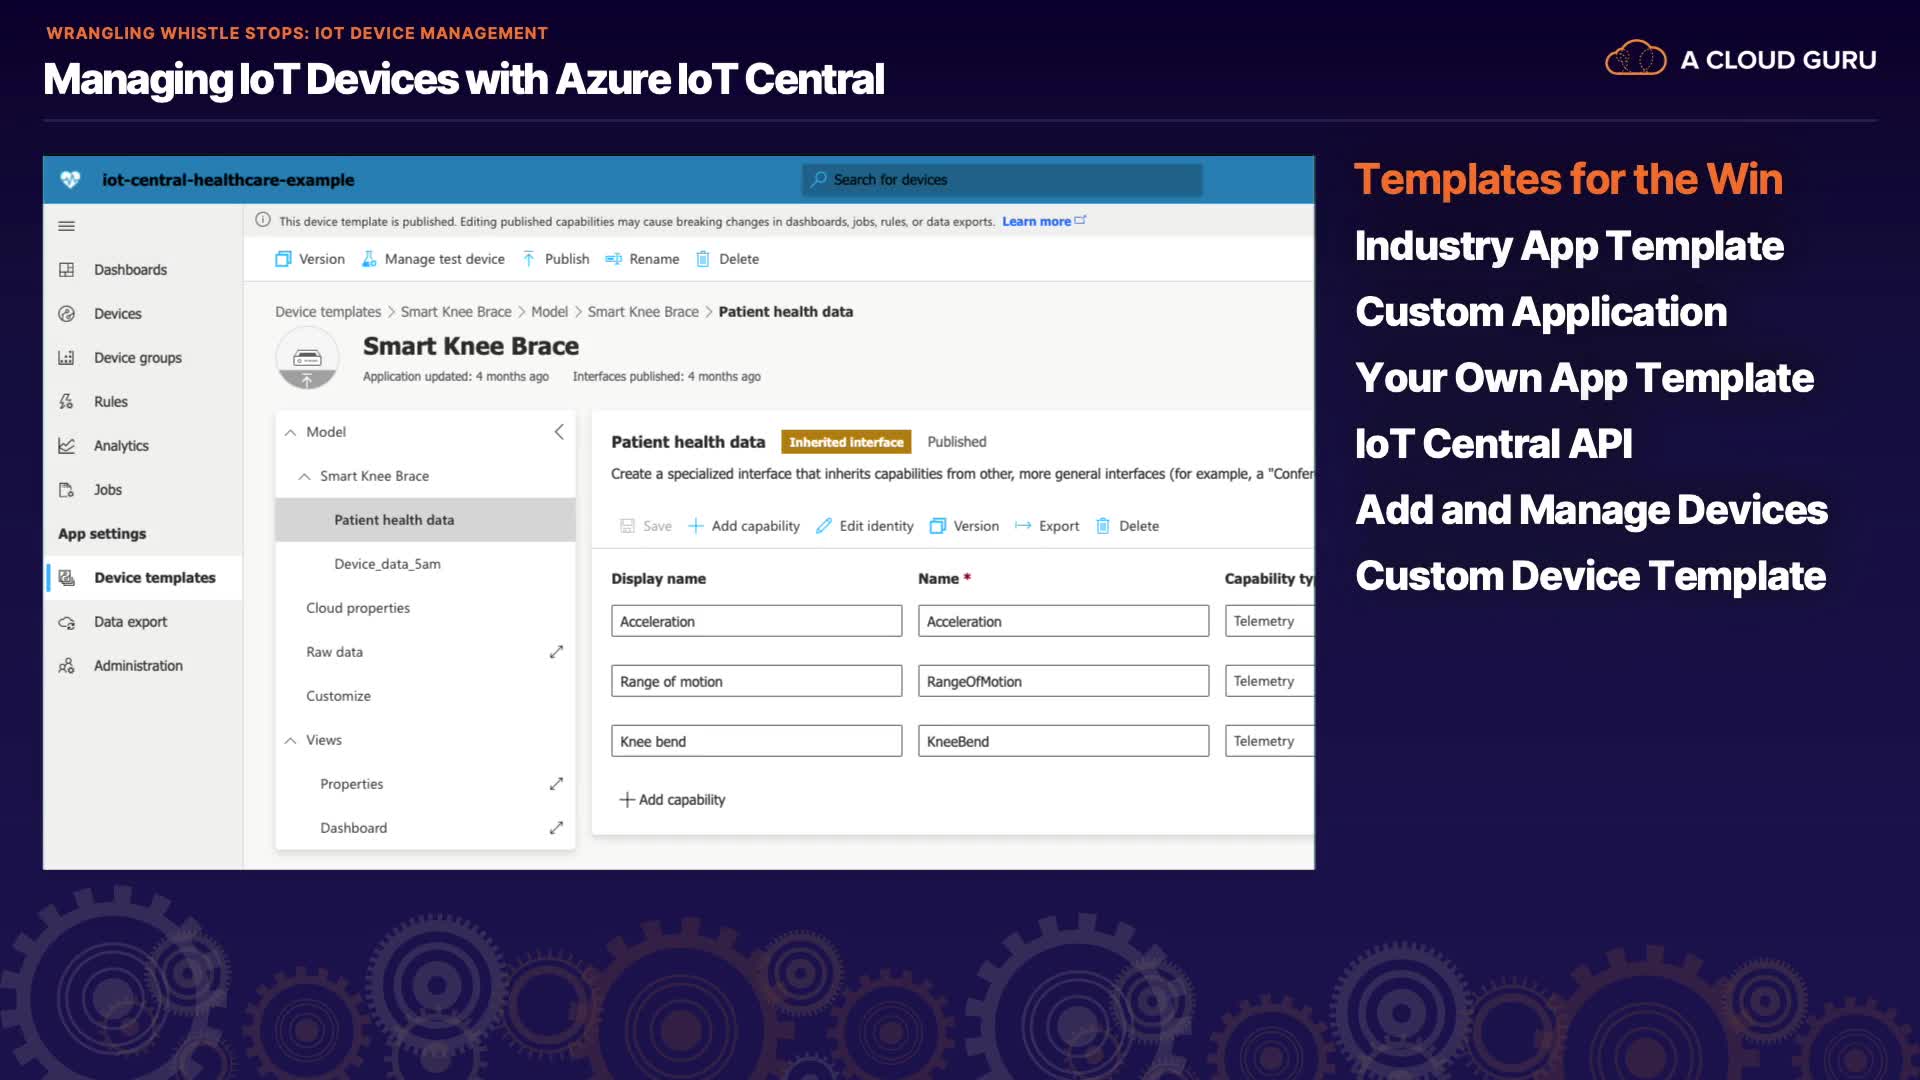 WRANGLING WHISTLE STOPS: IOT DEVICE MANAGEMENT
Managing IoT Devices with Azure IoT Central
A CLOUD GURU
iot-central-healthcare-example
Search for devices
This device template is published. Editing published capabilities may cause breaking changes in dashboards, jobs, rules, or data exports. Learn more
Version Manage test device Publish Rename Delete
Dashboards
Devices
Device groups
Rules
Analytics
Jobs
App settings
Device templates
Data export
Administration
Device templates > Smart Knee Brace > Model > Smart Knee Brace > Patient health data
Smart Knee Brace
Application updated: 4 months ago Interfaces published: 4 months ago
Model
Smart Knee Brace
Patient health data
Device_data_5am
Cloud properties
Raw data
Customize
Views
Properties
Dashboard
Patient health data Inherited interface Published
Create a specialized interface that inherits capabilities from other, more general interfaces (for example, a "Confer
Save Add capability Edit identity Version Export Delete
Display name Name * Capability ty
Acceleration Acceleration Telemetry
Range of motion RangeOfMotion Telemetry
Knee bend KneeBend Telemetry
Add capability
Templates for the Win
Industry App Template
Custom Application
Your Own App Template
IoT Central API
Add and Manage Devices
Custom Device Template